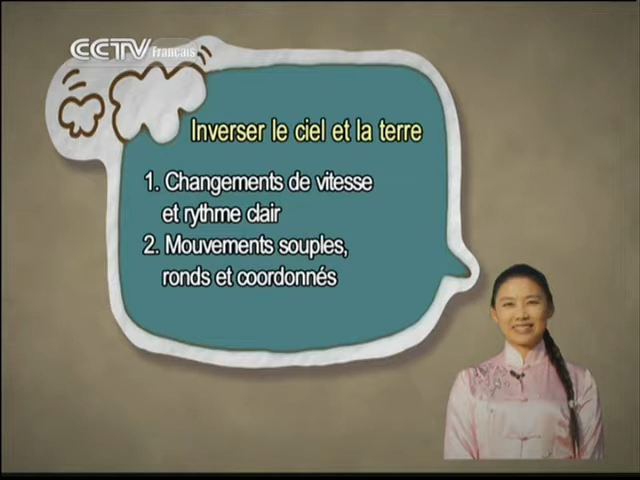 CCTV Français
Inverser le ciel et la terre
1. Changements de vitesse
et rythme clair
2. Mouvements souples,
ronds et coordonnés